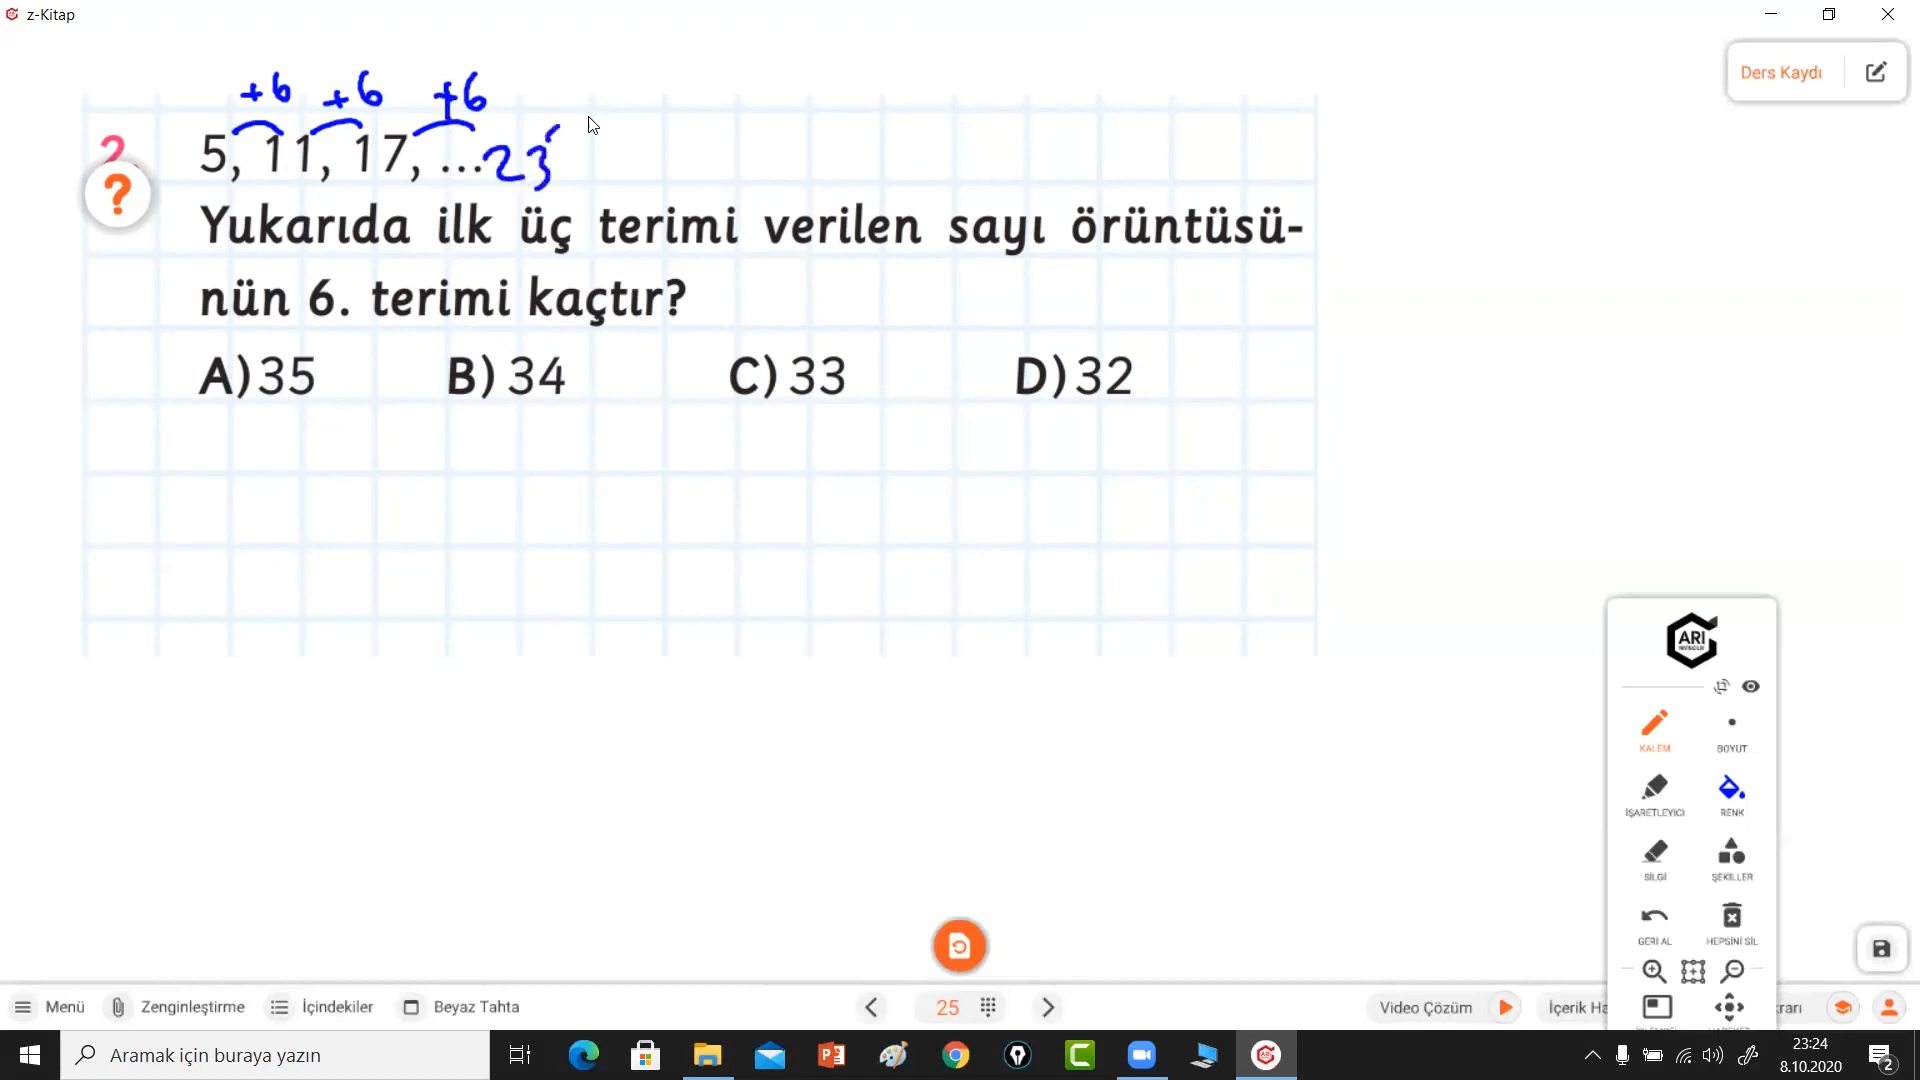 z-Kitap
Ders Kaydı
+6 +6 +6
2.
5, 11, 17, ... 23
?
Yukarıda ilk üç terimi verilen sayı örüntüsü-
nün 6. terimi kaçtır?
A) 35 B) 34 C) 33 D) 32
ARI
KALEM BOYUT
İŞARETLEYİCİ RENK
SİLGİ ŞEKİLLER
GERİ AL HEPSİNİ SİL
Menü Zenginleştirme İçindekiler Beyaz Tahta 25 Video Çözüm İçerik Ha rarı
Aramak için buraya yazın
23:24
8.10.2020
2